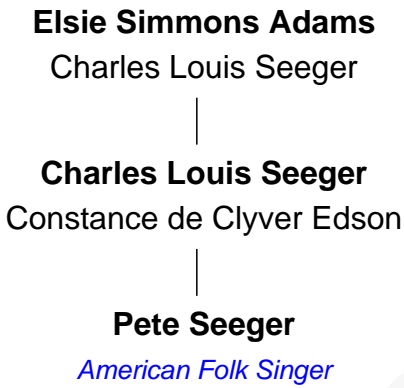 Elsie Simmons Adams
Charles Louis Seeger
Charles Louis Seeger
Constance de Clyver Edson
Pete Seeger
American Folk Singer